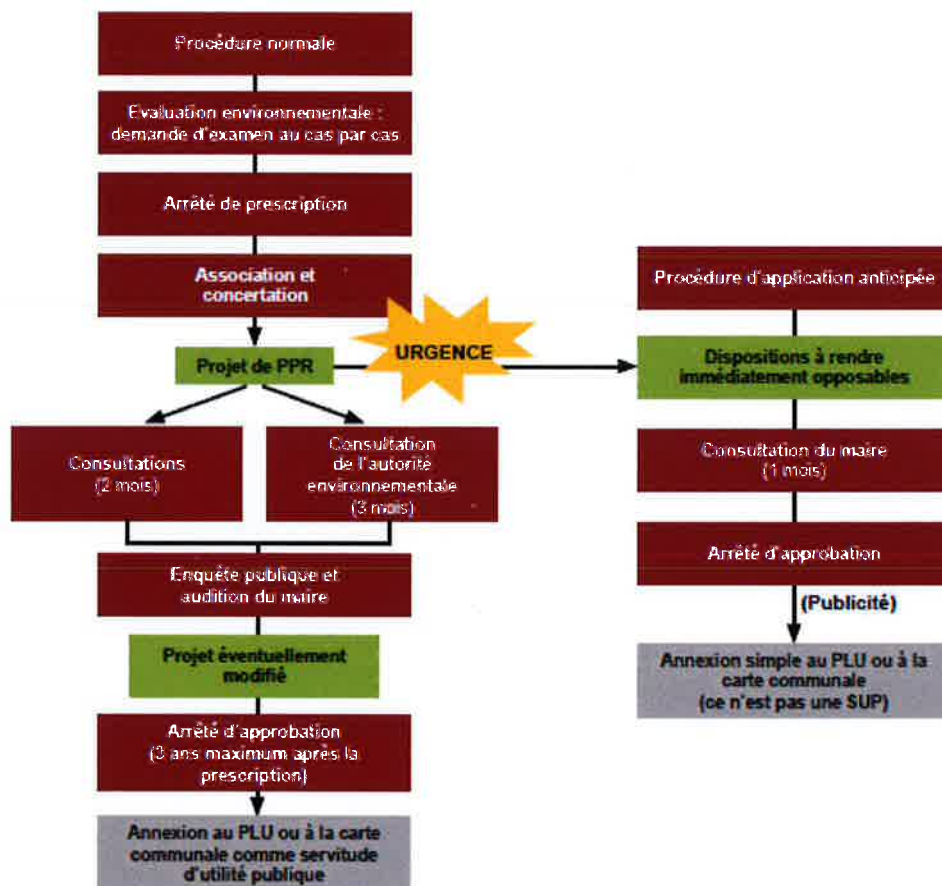 Procédure normale
Evaluation environnementale :
demande d'examen au cas par cas
Arrêté de prescription
Association et
concertation
Projet de PPR
URGENCE
Consultations
(2 mois)
Consultation
de l'autorité
environnementale
(3 mois)
Enquête publique et
audition du maire
Projet éventuellement
modifié
Arrêté d'approbation
(3 ans maximum après la
prescription)
Annexion au PLU ou à la carte
communale comme servitude
d'utilité publique
Procédure d'application anticipée
Dispositions à rendre
immédiatement opposables
Consultation du maire
(1 mois)
Arrêté d'approbation
(Publicité)
Annexion simple au PLU ou à la
carte communale
(ce n'est pas une SUP)